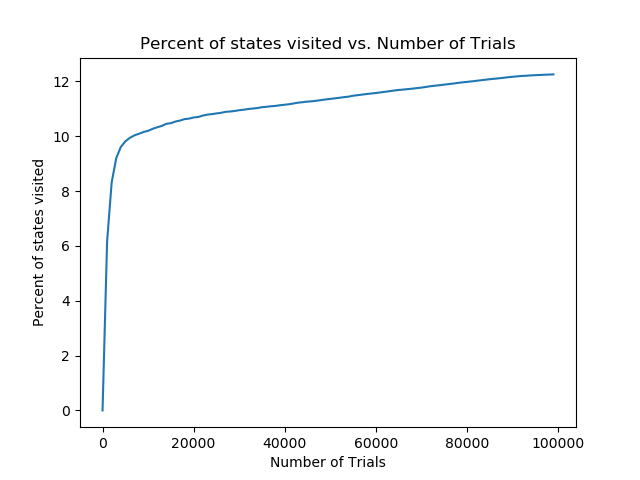 Percent of states visited vs. Number of Trials
Percent of states visited
12
10
8
6
4
2
0
0 20000 40000 60000 80000 100000
Number of Trials